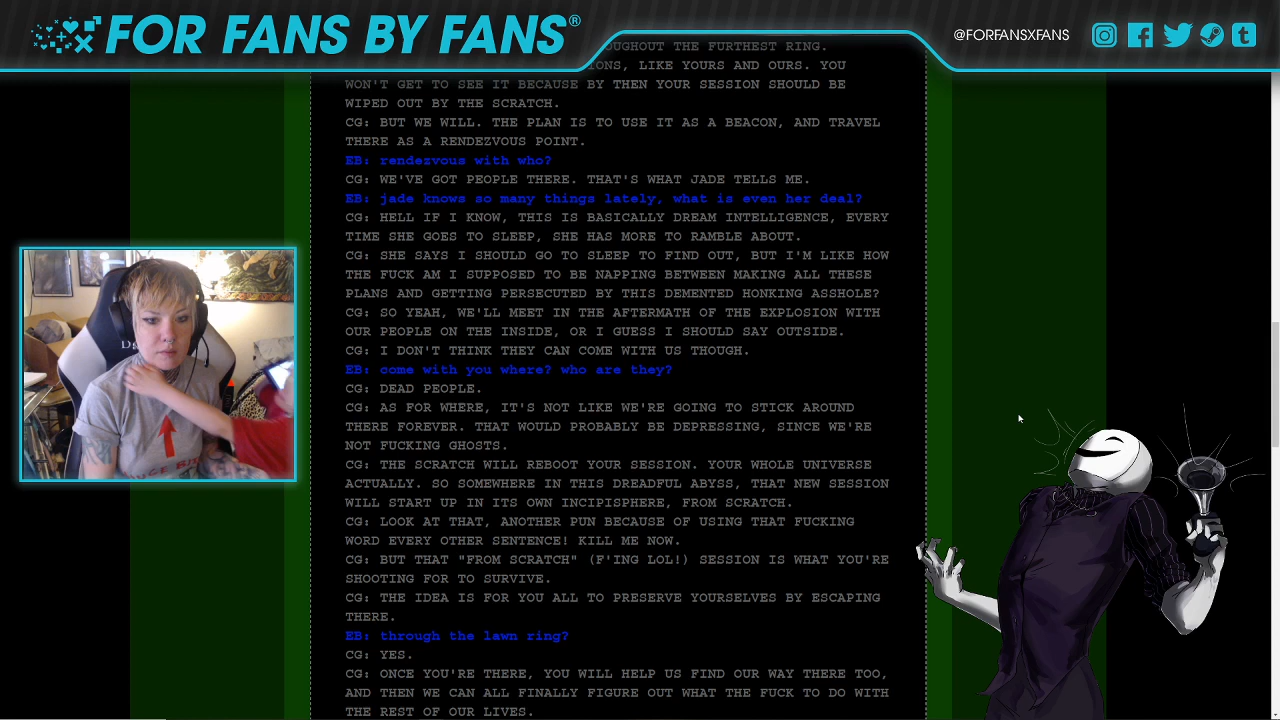 FOR FANS BY FANS®
@FORFANSXFANS
OUGHOUT THE FURTHEST RING.
IONS, LIKE YOURS AND OURS. YOU
WON'T GET TO SEE IT BECAUSE BY THEN YOUR SESSION SHOULD BE
WIPED OUT BY THE SCRATCH.
CG: BUT WE WILL. THE PLAN IS TO USE IT AS A BEACON, AND TRAVEL
THERE AS A RENDEZVOUS POINT.
EB: rendezvous with who?
CG: WE'VE GOT PEOPLE THERE. THAT'S WHAT JADE TELLS ME.
EB: jade knows so many things lately, what is even her deal?
CG: HELL IF I KNOW, THIS IS BASICALLY DREAM INTELLIGENCE, EVERY
TIME SHE GOES TO SLEEP, SHE HAS MORE TO RAMBLE ABOUT.
CG: SHE SAYS I SHOULD GO TO SLEEP TO FIND OUT, BUT I'M LIKE HOW
THE FUCK AM I SUPPOSED TO BE NAPPING BETWEEN MAKING ALL THESE
PLANS AND GETTING PERSECUTED BY THIS DEMENTED HONKING ASSHOLE?
CG: SO YEAH, WE'LL MEET IN THE AFTERMATH OF THE EXPLOSION WITH
OUR PEOPLE ON THE INSIDE, OR I GUESS I SHOULD SAY OUTSIDE.
CG: I DON'T THINK THEY CAN COME WITH US THOUGH.
EB: come with you where? who are they?
CG: DEAD PEOPLE.
CG: AS FOR WHERE, IT'S NOT LIKE WE'RE GOING TO STICK AROUND
THERE FOREVER. THAT WOULD PROBABLY BE DEPRESSING, SINCE WE'RE
NOT FUCKING GHOSTS.
CG: THE SCRATCH WILL REBOOT YOUR SESSION. YOUR WHOLE UNIVERSE
ACTUALLY. SO SOMEWHERE IN THIS DREADFUL ABYSS, THAT NEW SESSION
WILL START UP IN ITS OWN INCIPISPHERE, FROM SCRATCH.
CG: LOOK AT THAT, ANOTHER PUN BECAUSE OF USING THAT FUCKING
WORD EVERY OTHER SENTENCE! KILL ME NOW.
CG: BUT THAT "FROM SCRATCH" (F'ING LOL!) SESSION IS WHAT YOU'RE
SHOOTING FOR TO SURVIVE.
CG: THE IDEA IS FOR YOU ALL TO PRESERVE YOURSELVES BY ESCAPING
THERE.
EB: through the lawn ring?
CG: YES.
CG: ONCE YOU'RE THERE, YOU WILL HELP US FIND OUR WAY THERE TOO,
AND THEN WE CAN ALL FINALLY FIGURE OUT WHAT THE FUCK TO DO WITH
THE REST OF OUR LIVES.